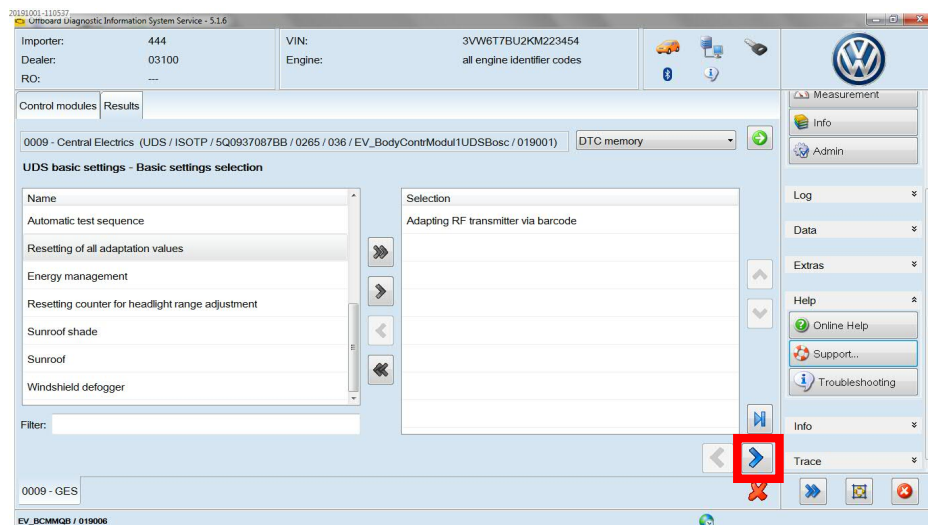 20191001-110537
Offboard Diagnostic Information System Service - 5.1.6
Importer: 444
Dealer: 03100
RO: ---
VIN: 3VW6T7BU2KM223454
Engine: all engine identifier codes
Control modules Results
0009 - Central Electrics (UDS / ISOTP / 5Q0937087BB / 0265 / 036 / EV_BodyContrModul1UDSBosc / 019001) DTC memory
UDS basic settings - Basic settings selection
Name
Automatic test sequence
Resetting of all adaptation values
Energy management
Resetting counter for headlight range adjustment
Sunroof shade
Sunroof
Windshield defogger
Filter:
Selection
Adapting RF transmitter via barcode
0009 - GES
EV_BCMMQB / 019006
Measurement
Info
Admin
Log
Data
Extras
Help
Online Help
Support...
Troubleshooting
Info
Trace